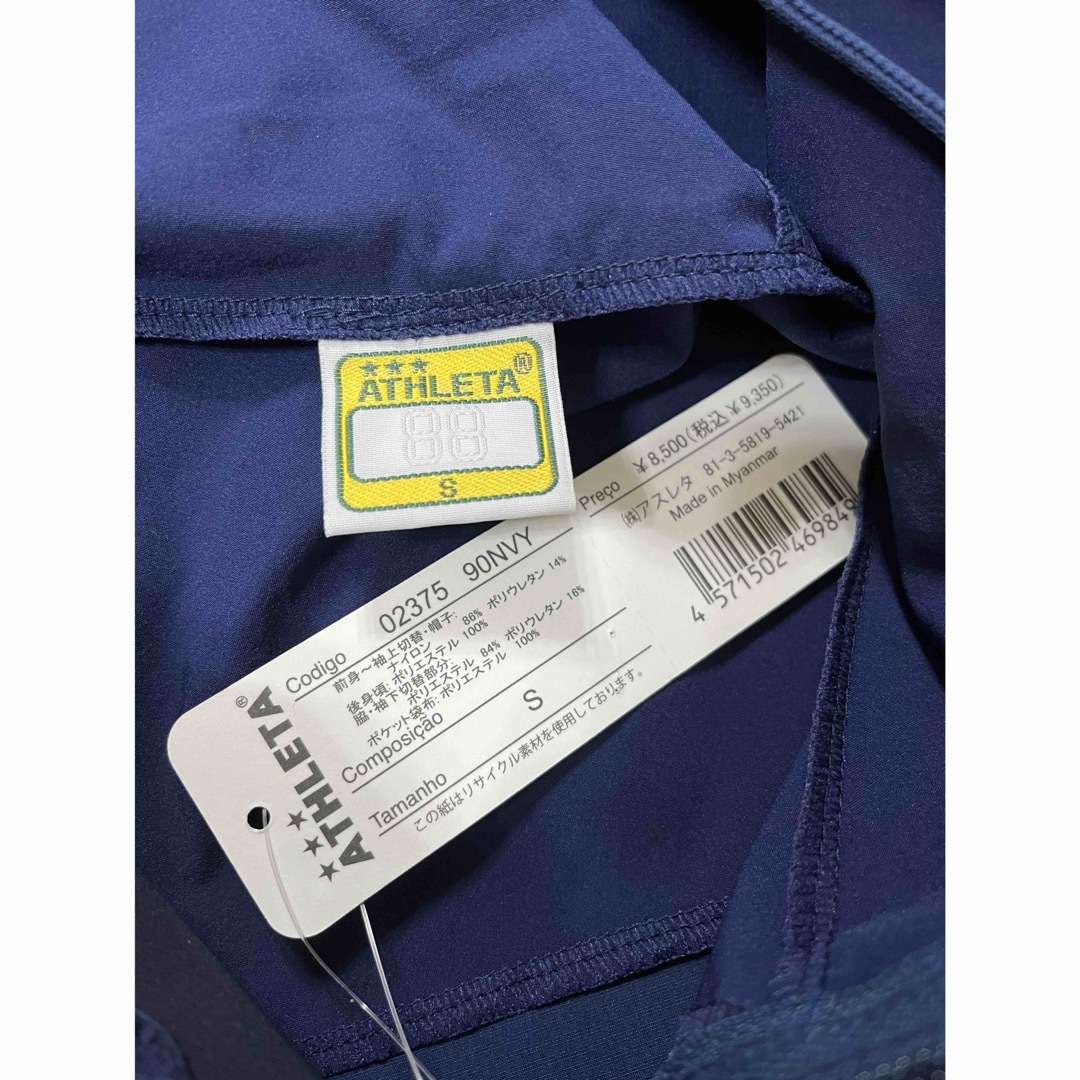 ★★★
ATHLETA®
88
S
ATHLETA®
★★★
Codigo 02375 90NVY
前身〜袖上切替・帽子:
ナイロン 86% ポリウレタン 14%
後身頃: ポリエステル 100%
脇・袖下切替部分:
ポリエステル 84% ポリウレタン 16%
ポケット袋布: ポリエステル 100%
Composição
Tamanho S
この紙はリサイクル素材を使用しております。
Preço ¥8,500(税込¥9,350)
㈱アスレタ 81-3-5819-5421
Made in Myanmar
4 571502 469849